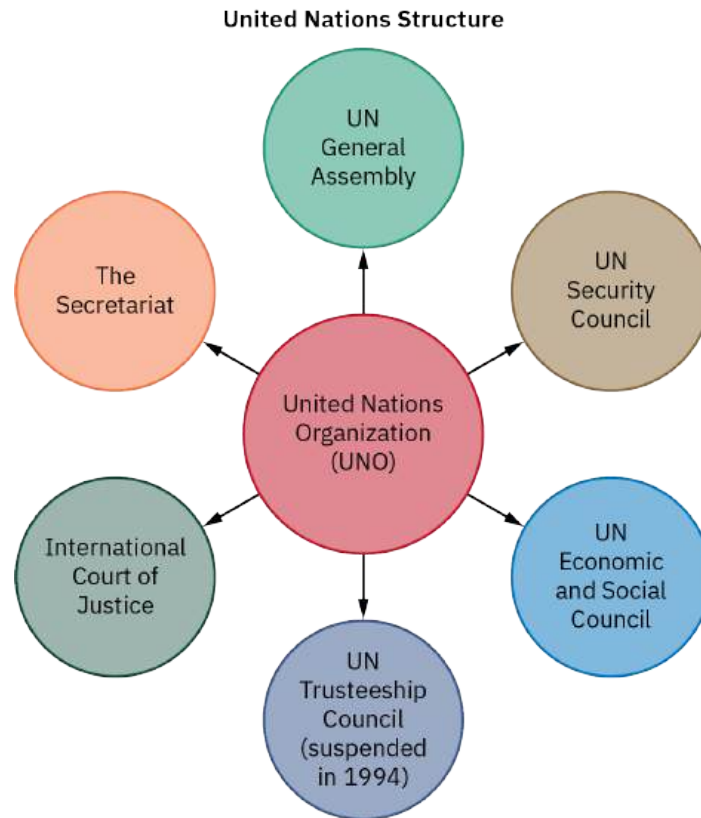 United Nations Structure
UN
General
Assembly
The
Secretariat
UN
Security
Council
United Nations
Organization
(UNO)
International
Court of
Justice
UN
Economic
and Social
Council
UN
Trusteeship
Council
(suspended
in 1994)